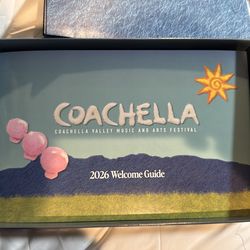 COACHELLA
COACHELLA VALLEY MUSIC AND ARTS FESTIVAL
2026 Welcome Guide